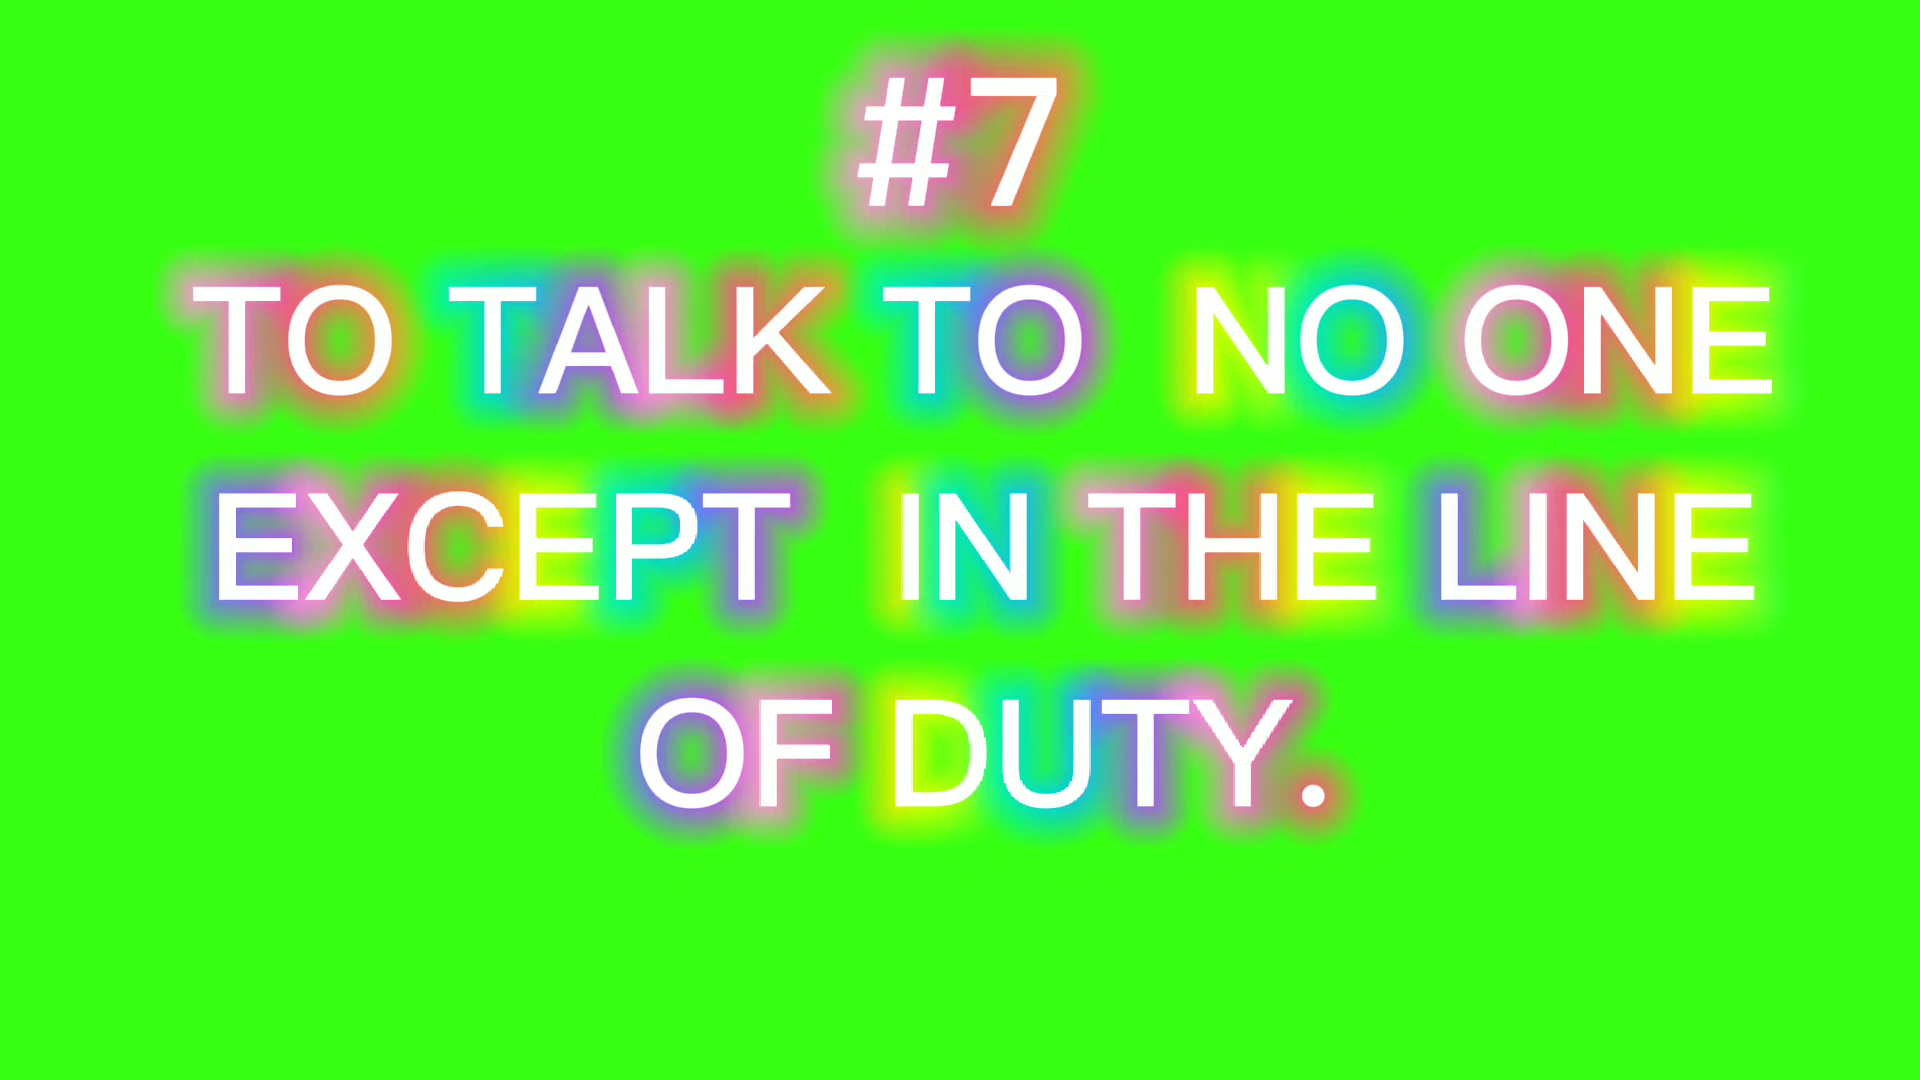 #7
TO TALK TO NO ONE
EXCEPT IN THE LINE
OF DUTY.